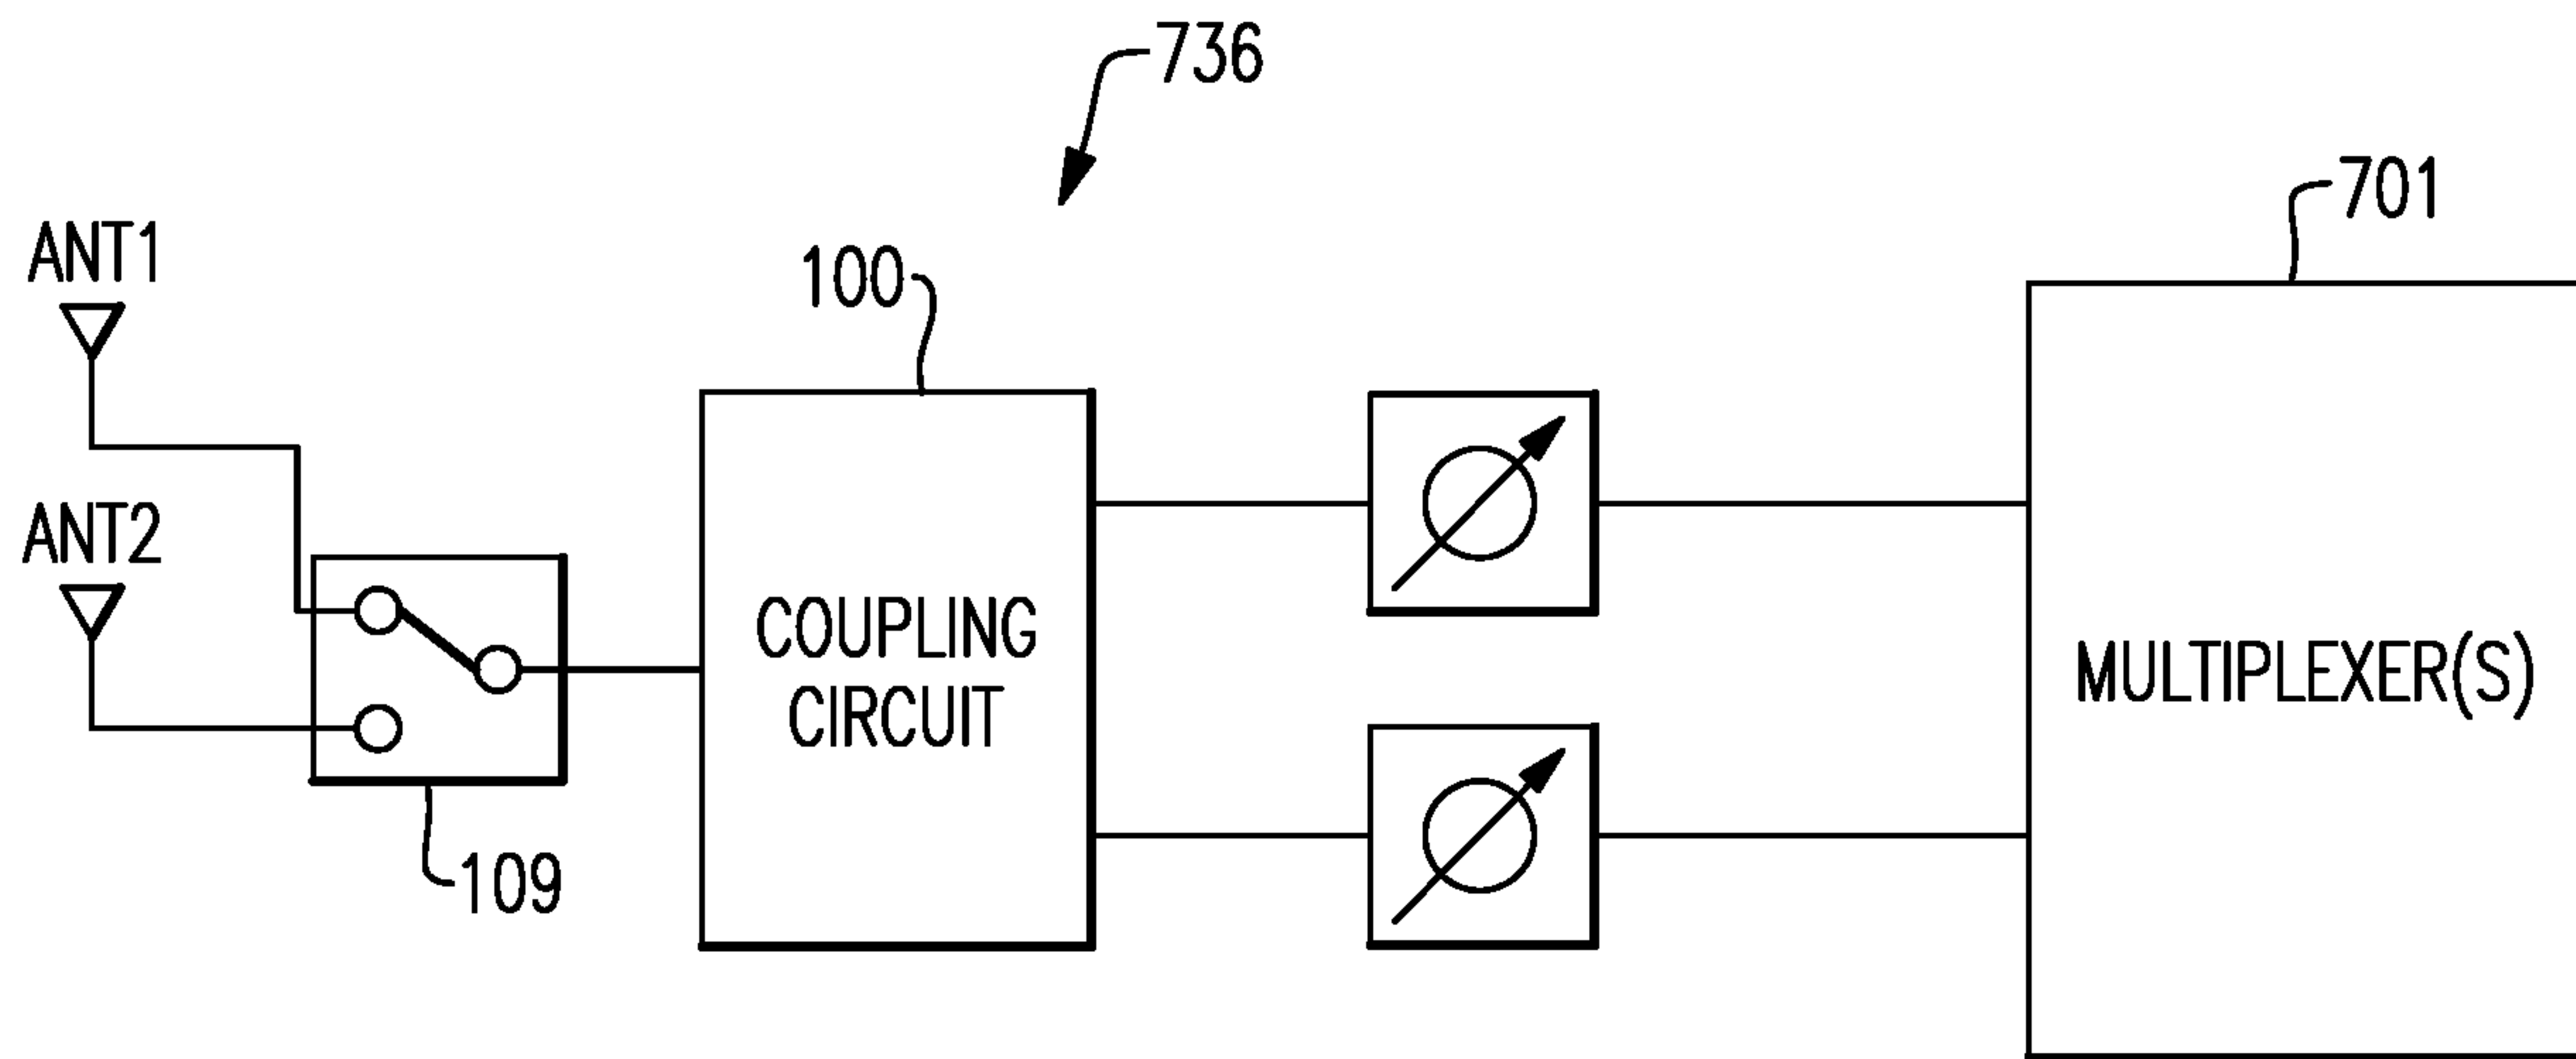 736
701
ANT1
100
ANT2
COUPLING
CIRCUIT
MULTIPLEXER(S)
109